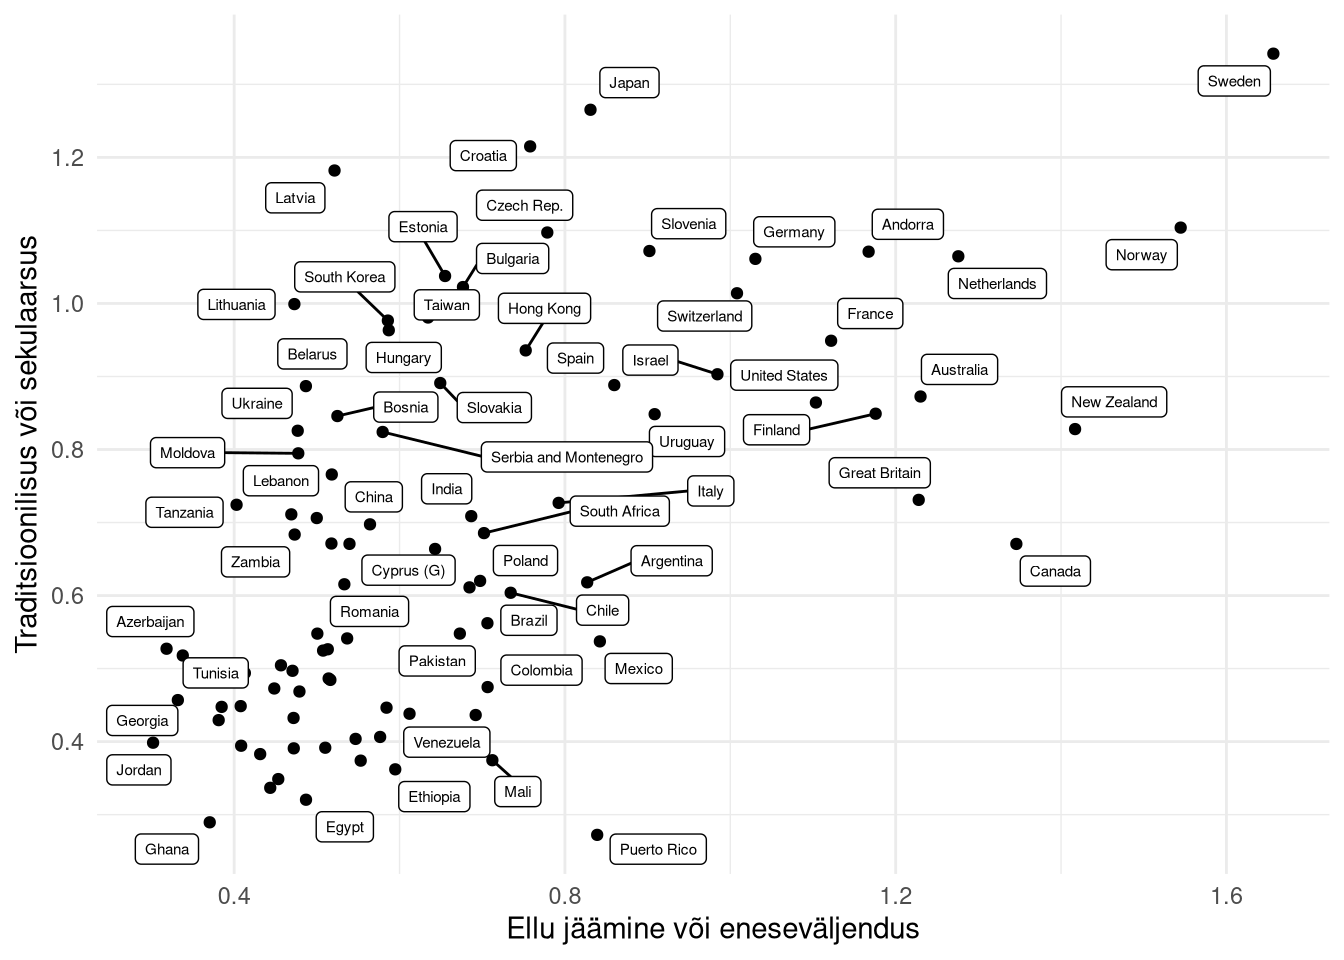 Sweden
Japan
Croatia
Latvia
Czech Rep.
Estonia
Slovenia
Germany
Andorra
Norway
Bulgaria
South Korea
Netherlands
Lithuania
Taiwan
Hong Kong
Switzerland
France
Belarus
Hungary
Spain
Israel
United States
Australia
Ukraine
Bosnia
Slovakia
New Zealand
Finland
Uruguay
Moldova
Serbia and Montenegro
Lebanon
Great Britain
India
Italy
China
Tanzania
South Africa
Zambia
Cyprus (G)
Poland
Argentina
Canada
Romania
Chile
Azerbaijan
Brazil
Pakistan
Colombia
Mexico
Tunisia
Georgia
Venezuela
Jordan
Mali
Ethiopia
Egypt
Ghana
Puerto Rico
1.2
1.0
0.8
0.6
0.4
0.4
0.8
1.2
1.6
Ellu jäämine või eneseväljendus
Traditsioonilisus või sekulaarsus